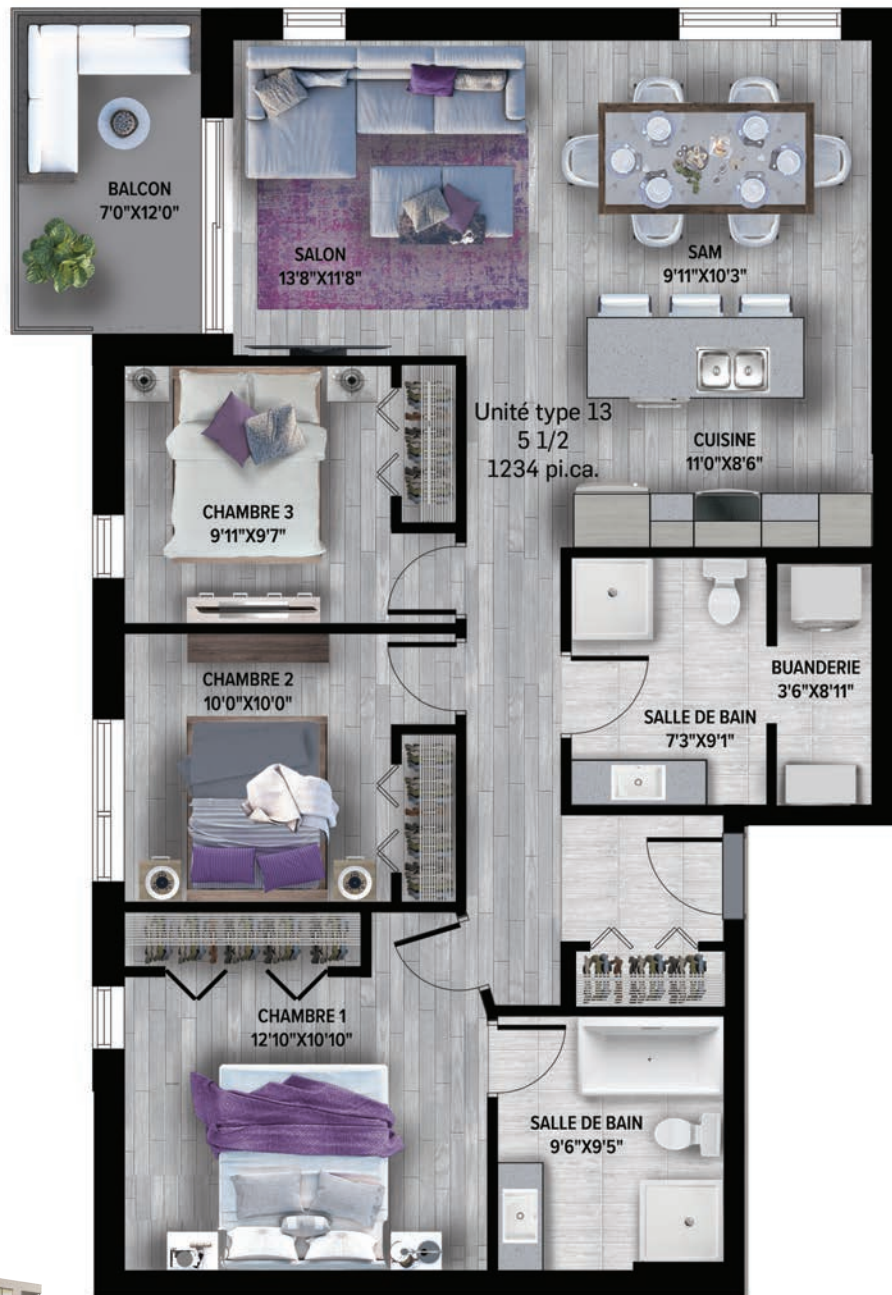 BALCON
7'0"X12'0"
SALON
13'8"X11'8"
SAM
9'11"X10'3"
Unité type 13
5 1/2
1234 pi.ca.
CUISINE
11'0"X8'6"
CHAMBRE 3
9'11"X9'7"
CHAMBRE 2
10'0"X10'0"
BUANDERIE
3'6"X8'11"
SALLE DE BAIN
7'3"X9'1"
CHAMBRE 1
12'10"X10'10"
SALLE DE BAIN
9'6"X9'5"